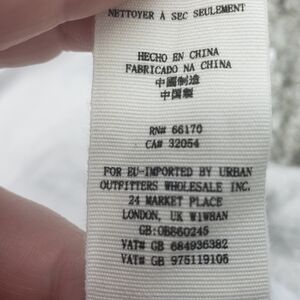 NETTOYER À SEC SEULEMENT
HECHO EN CHINA
FABRICADO NA CHINA
中國制造
中国製
RN# 66170
CA# 32054
FOR EU-IMPORTED BY URBAN
OUTFITTERS WHOLESALE INC.
24 MARKET PLACE
LONDON, UK W1W8AN
GB:0B860245
VAT# GB 684936382
VAT# GB 975119105